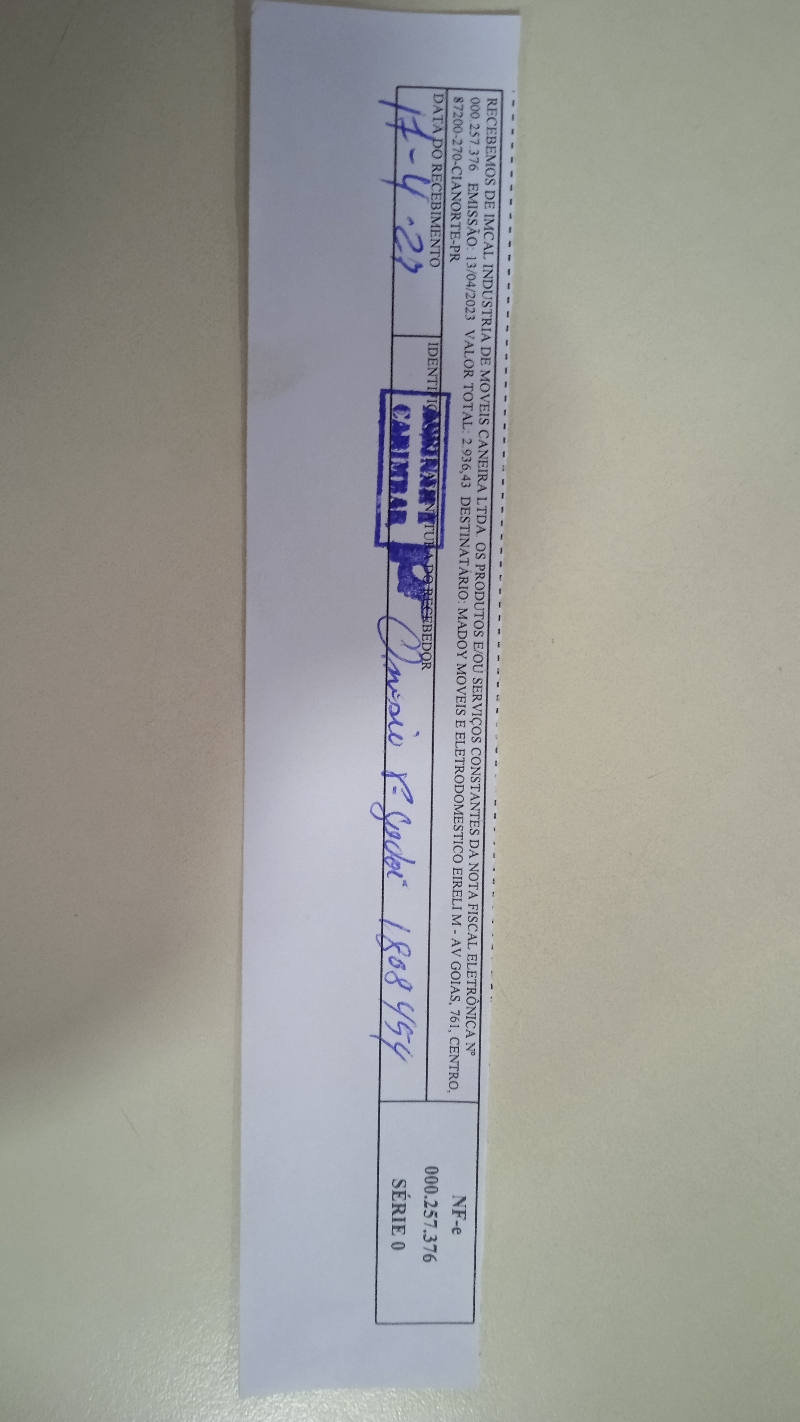 RECEBEMOS DE IMCAL INDUSTRIA DE MOVEIS CANEIRA LTDA OS PRODUTOS E/OU SERVIÇOS CONSTANTES DA NOTA FISCAL ELETRÔNICA Nº
000.257.376 EMISSÃO: 13/04/2023 VALOR TOTAL: 2.936,43 DESTINATÁRIO: MADOY MOVEIS E ELETRODOMESTICO EIRELI M - AV GOIAS, 761, CENTRO,
87200-270-CIANORTE-PR
DATA DO RECEBIMENTO
17-4-23
DO RECEBEDOR
CARIMBAR
1808454
NF-e
000.257.376
SÉRIE 0